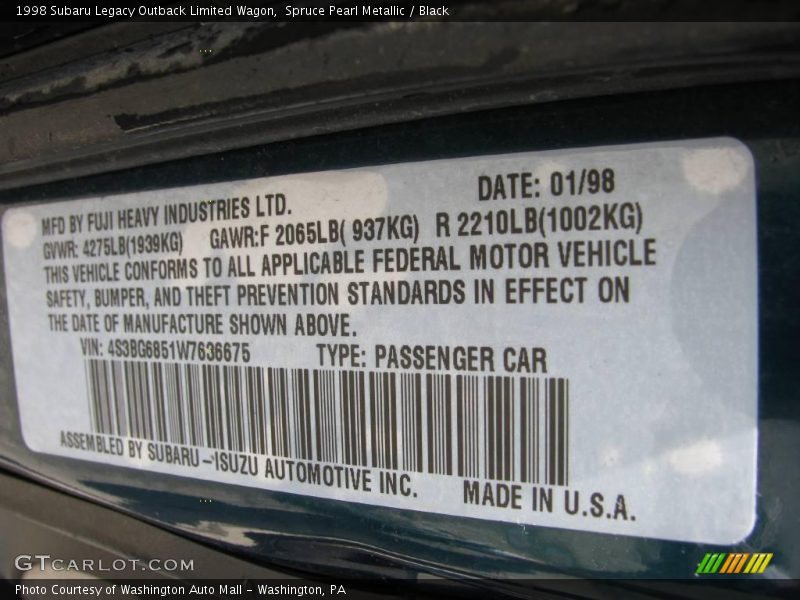 1998 Subaru Legacy Outback Limited Wagon, Spruce Pearl Metallic / Black
MFD BY FUJI HEAVY INDUSTRIES LTD. DATE: 01/98
GVWR: 4275LB(1939KG) GAWR:F 2065LB( 937KG) R 2210LB(1002KG)
THIS VEHICLE CONFORMS TO ALL APPLICABLE FEDERAL MOTOR VEHICLE
SAFETY, BUMPER, AND THEFT PREVENTION STANDARDS IN EFFECT ON
THE DATE OF MANUFACTURE SHOWN ABOVE.
VIN: 4S3BG6851W7636675 TYPE: PASSENGER CAR
ASSEMBLED BY SUBARU-ISUZU AUTOMOTIVE INC. MADE IN U.S.A.
GTCARLOT.COM
Photo Courtesy of Washington Auto Mall - Washington, PA